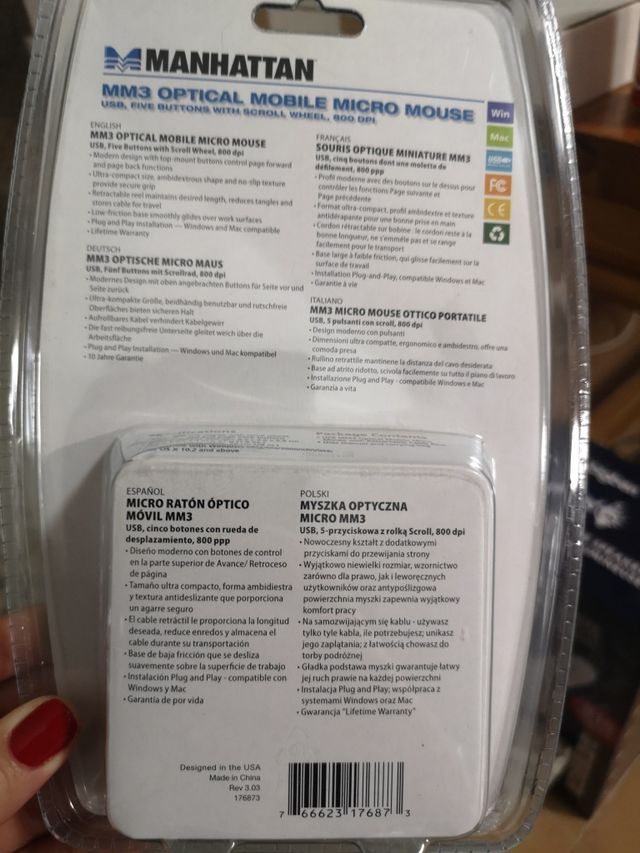 MANHATTAN
MM3 OPTICAL MOBILE MICRO MOUSE
USB, FIVE BUTTONS WITH SCROLL WHEEL, 800 DPI
Win
Mac
USB
FC
CE
ENGLISH
MM3 OPTICAL MOBILE MICRO MOUSE
USB, Five Buttons with Scroll Wheel, 800 dpi
• Modern design with top-mount buttons control page forward
and page back functions
• Ultra-compact size, ambidextrous shape and no-slip texture
provide secure grip
• Retractable reel maintains desired length, reduces tangles and
stores cable for travel
• Low-friction base smoothly glides over work surfaces
• Plug and Play Installation — Windows and Mac compatible
• Lifetime Warranty
DEUTSCH
MM3 OPTISCHE MICRO MAUS
USB, Fünf Buttons mit Scrollrad, 800 dpi
• Modernes Design mit oben angebrachten Buttons für Seite vor und
Seite zurück
• Ultra-kompakte Größe, beidhändig benutzbar und rutschfreie
Oberflächen bieten sicheren Halt
• Aufrollbares Kabel verhindert Kabelgewirr
• Die fast reibungsfreie Unterseite gleitet weich über die
Arbeitsfläche
• Plug and Play Installation — Windows und Mac kompatibel
• 10 Jahre Garantie
FRANÇAIS
SOURIS OPTIQUE MINIATURE MM3
USB, cinq boutons dont une molette de
défilement, 800 ppp
• Profil moderne avec des boutons sur le dessus pour
contrôler les fonctions Page suivante et
Page précédente
• Format ultra-compact, profil ambidextre et texture
antidérapante pour une bonne prise en main
• Cordon rétractable sur bobine : le cordon reste à la
bonne longueur, ne s'emmêle pas et se range
facilement pour le transport
• Base large à faible friction, qui glisse facilement sur la
surface de travail
• Installation Plug-and-Play, compatible Windows et Mac
• Garantie à vie
ITALIANO
MM3 MICRO MOUSE OTTICO PORTATILE
USB, 5 pulsanti con scroll, 800 dpi
• Design moderno con pulsanti
• Dimensioni ultra compatte, ergonomico e ambidestro, offre una
comoda presa
• Rullino retrattile mantinene la distanza del cavo desiderata
• Base ad atrito ridotto, scivola facilmente su tutto il piano di lavoro
• Installazione Plug and Play - compatibile Windows e Mac
• Garanzia a vita
Package Contents
OS X 10.2 and above
ESPAÑOL
MICRO RATÓN ÓPTICO
MÓVIL MM3
USB, cinco botones con rueda de
desplazamiento, 800 ppp
• Diseño moderno con botones de control
en la parte superior de Avance/ Retroceso
de página
• Tamaño ultra compacto, forma ambidiestra
y textura antideslizante que porporciona
un agarre seguro
• El cable retráctil le proporciona la longitud
deseada, reduce enredos y almacena el
cable durante su transportación
• Base de baja fricción que se desliza
suavemente sobre la superficie de trabajo
• Instalación Plug and Play - compatible con
Windows y Mac
• Garantía de por vida
POLSKI
MYSZKA OPTYCZNA
MICRO MM3
USB, 5-przyciskowa z rolką Scroll, 800 dpi
• Nowoczesny kształt z dodatkowymi
przyciskami do przewijania strony
• Wyjątkowo niewielki rozmiar, wzornictwo
zarówno dla prawo, jak i leworęcznych
użytkowników oraz antypoślizgowa
powierzchnia myszki zapewnia wyjątkowy
komfort pracy
• Na samozwijającym się kablu - używasz
tylko tyle kabla, ile potrzebujesz; unikasz
jego zaplątania; z łatwością chowasz do
torby podróżnej
• Gładka podstawa myszki gwarantuje łatwy
jej ruch prawie na każdej powierzchni
• Instalacja Plug and Play; współpraca z
systemami Windows oraz Mac
• Gwarancja "Lifetime Warranty"
Designed in the USA
Made in China
Rev 3.03
176873
7 66623 17687 3